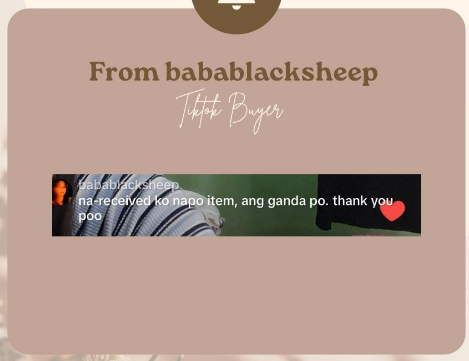 From babablacksheep
Tiktok Buyer
babablacksheep
na-received ko napo item, ang ganda po. thank you
poo